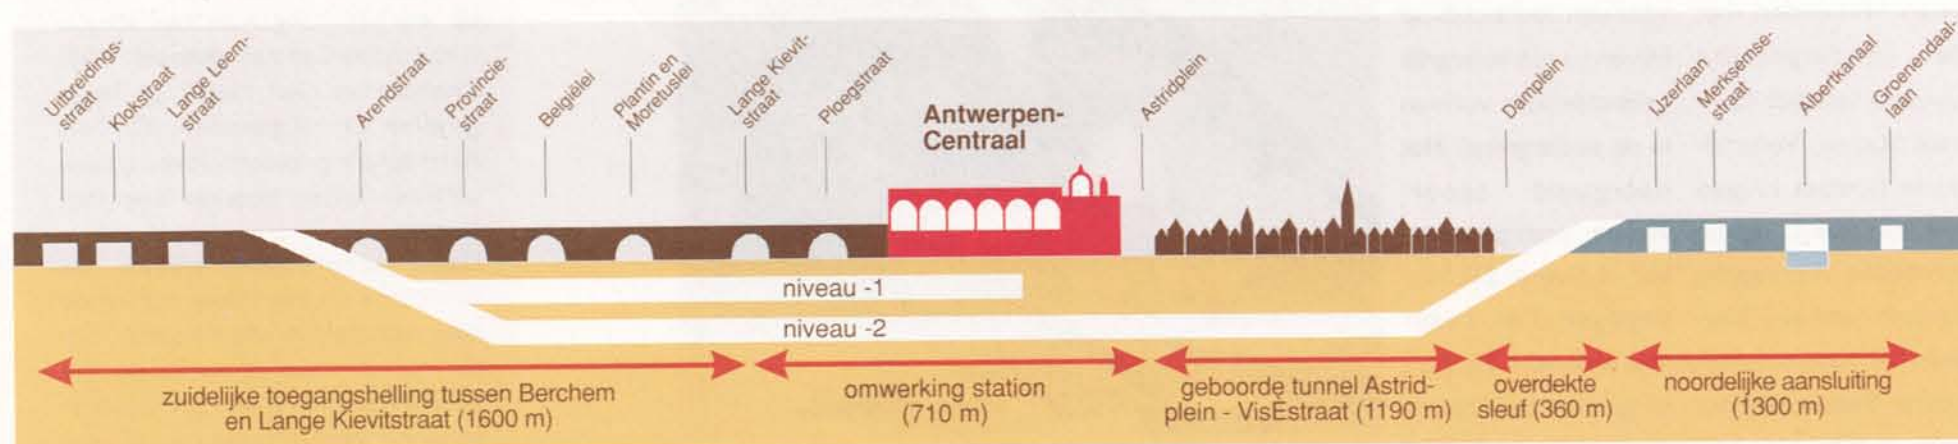 Uitbreidings-
straat
Klokstraat
Lange Leem-
straat
Arendstraat
Provincie-
straat
Belgiëlei
Plantin en
Moretuslei
Lange Kievit-
straat
Ploegstraat
Antwerpen-
Centraal
Astridplein
Damplein
IJzerlaan
Merksemse-
straat
Albertkanaal
Groenendaal-
laan
niveau -1
niveau -2
zuidelijke toegangshelling tussen Berchem
en Lange Kievitstraat (1600 m)
omwerking station
(710 m)
geboorde tunnel Astrid-
plein - VisEstraat (1190 m)
overdekte
sleuf (360 m)
noordelijke aansluiting
(1300 m)